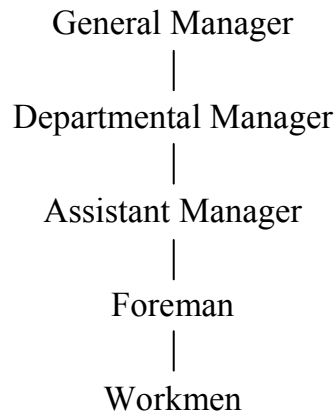 General Manager
Departmental Manager
Assistant Manager
Foreman
Workmen